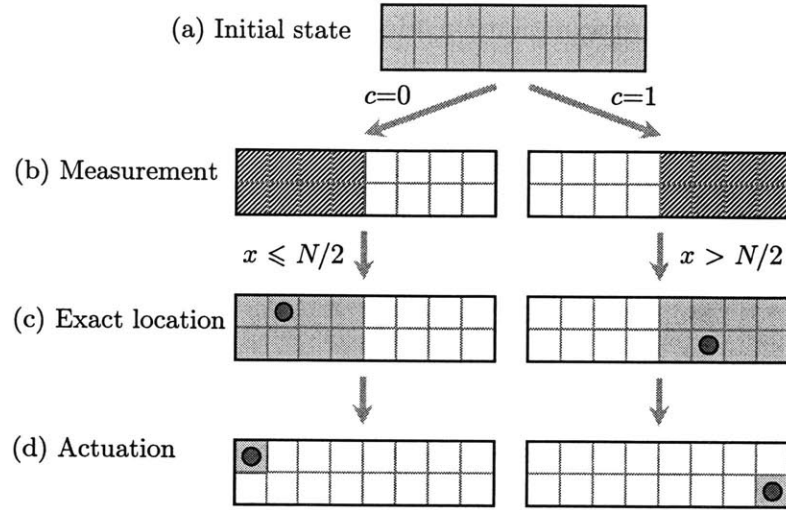 (a) Initial state
c=0 c=1
(b) Measurement
x ⩽ N/2 x > N/2
(c) Exact location
(d) Actuation